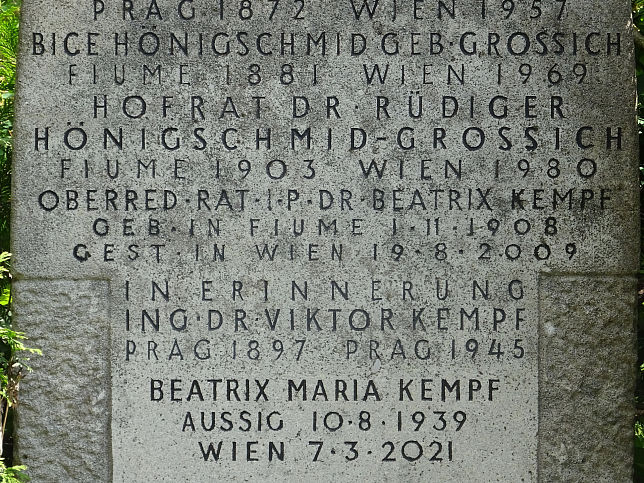 PRAG 1872 WIEN 1957
BICE HÖNIGSCHMID GEB·GROSSICH
FIUME 1881 WIEN 1969
HOFRAT DR·RÜDIGER
HÖNIGSCHMID-GROSSICH
FIUME 1903 WIEN 1980
OBERRED·RAT·I·P·DR·BEATRIX KEMPF
GEB·IN FIUME 1·11·1908
GEST·IN WIEN 19·8·2009
IN ERINNERUNG
ING·DR·VIKTOR KEMPF
PRAG 1897 PRAG 1945
BEATRIX MARIA KEMPF
AUSSIG 10·8·1939
WIEN 7·3·2021